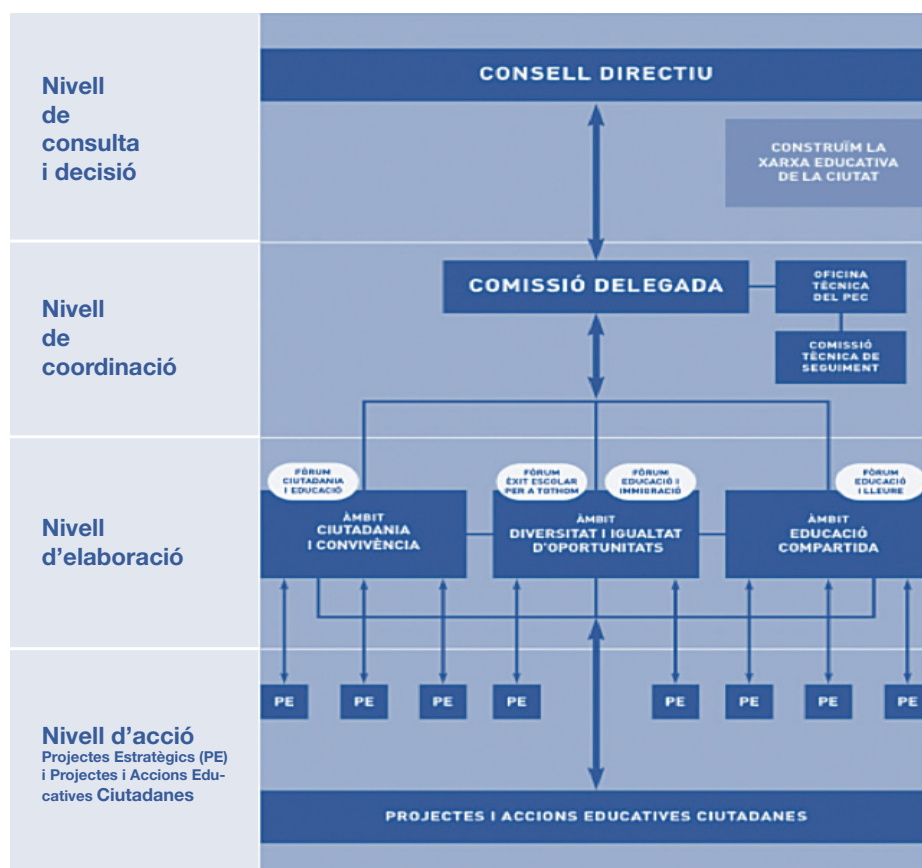 Nivell
de
consulta
i decisió
CONSELL DIRECTIU
CONSTRUÏM LA
XARXA EDUCATIVA
DE LA CIUTAT
Nivell
de
coordinació
COMISSIÓ DELEGADA
OFICINA
TÈCNICA
DEL PEC
COMISSIÓ
TÈCNICA DE
SEGUIMENT
Nivell
d’elaboració
FÒRUM
CIUTADANIA
I EDUCACIÓ
FÒRUM
ÈXIT ESCOLAR
PER A TOTHOM
FÒRUM
EDUCACIÓ I
IMMIGRACIÓ
FÒRUM
EDUCACIÓ
I LLEURE
ÀMBIT
CIUTADANIA
I CONVIVÈNCIA
ÀMBIT
DIVERSITAT I IGUALTAT
D'OPORTUNITATS
ÀMBIT
EDUCACIÓ
COMPARTIDA
PE
PE
PE
PE
PE
PE
PE
PE
Nivell d’acció
Projectes Estratègics (PE)
i Projectes i Accions Edu-
catives Ciutadanes
PROJECTES I ACCIONS EDUCATIVES CIUTADANES